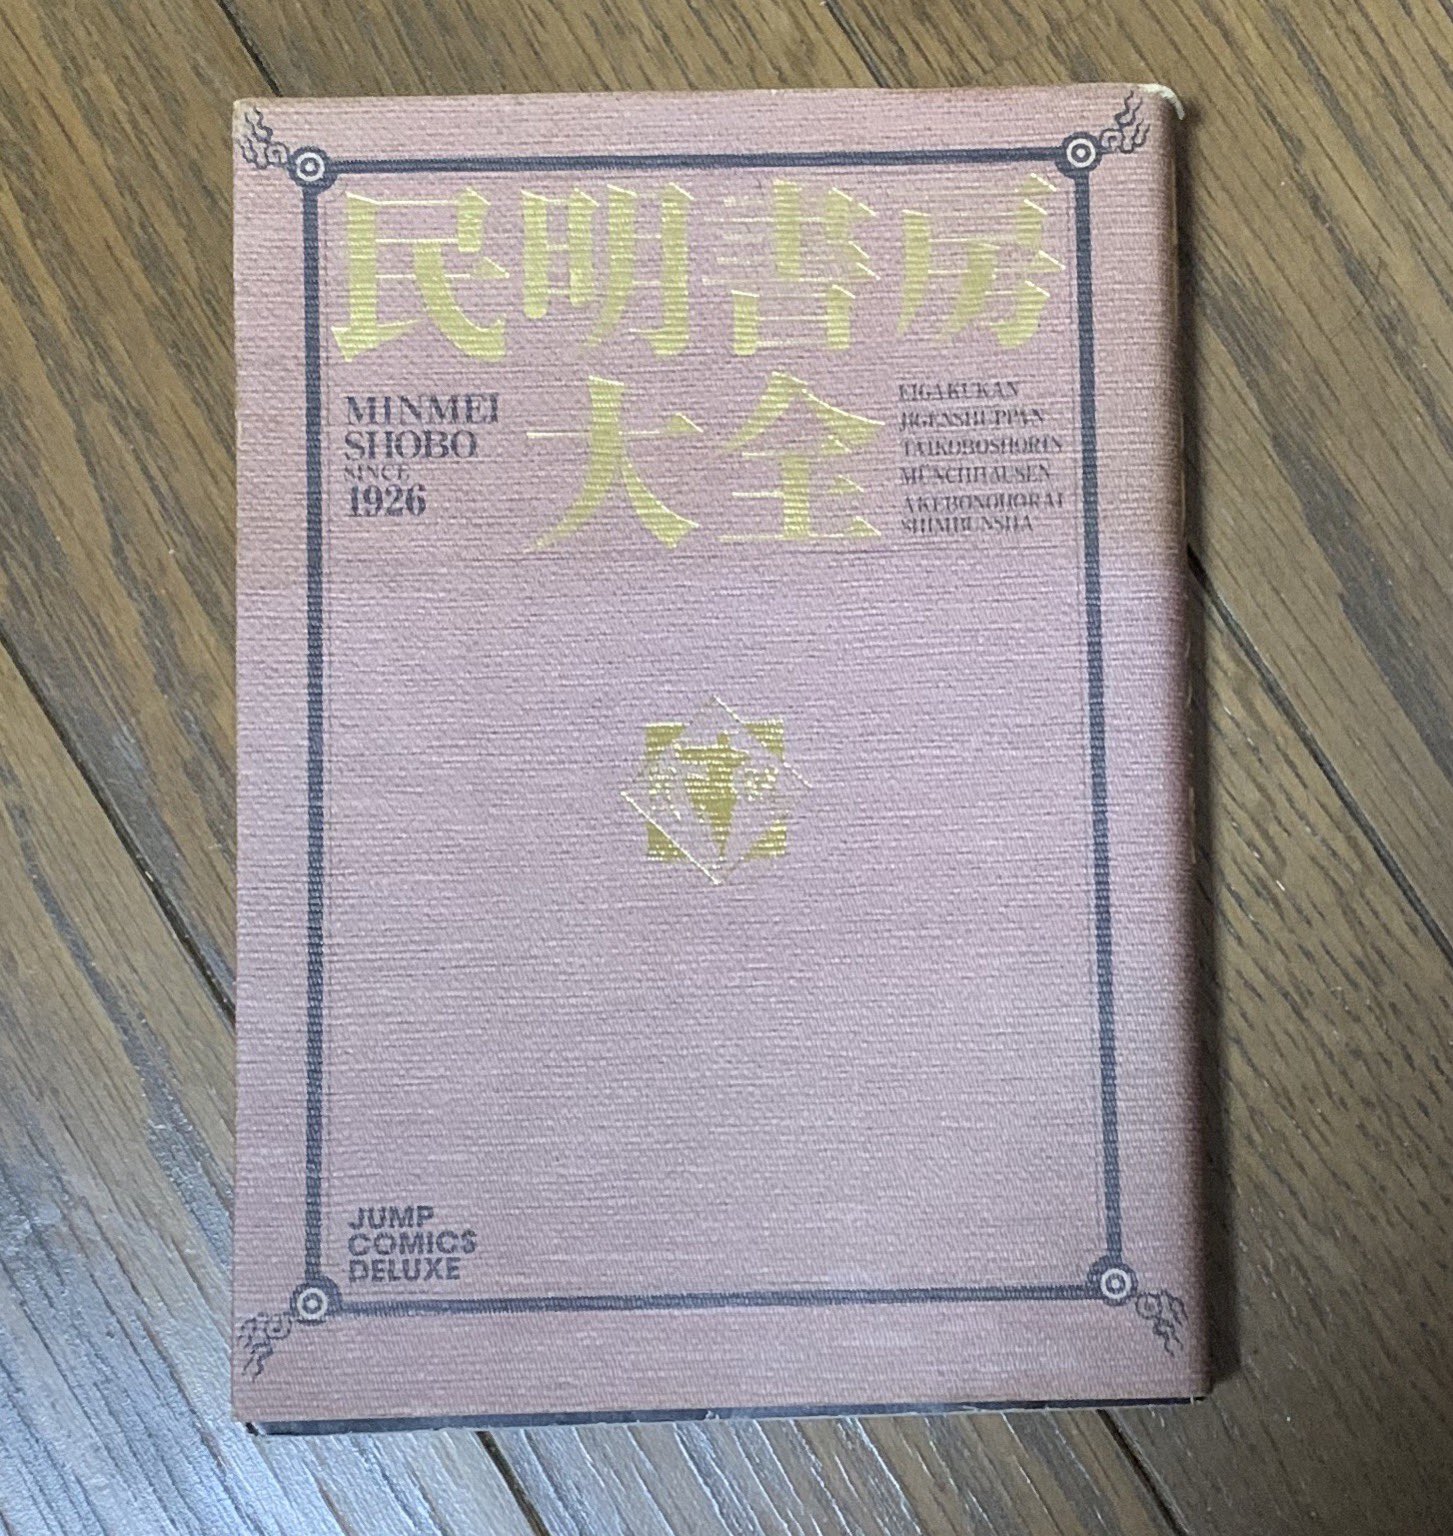 民明書房
大全
MINMEI
SHOBO
SINCE
1926
EIGAKUKAN
JIGENSHUPPAN
TAIKOBOSHORIN
MÜNCHHAUSEN
AKEBONOHORAI
SHIMBUNSHA
JUMP
COMICS
DELUXE